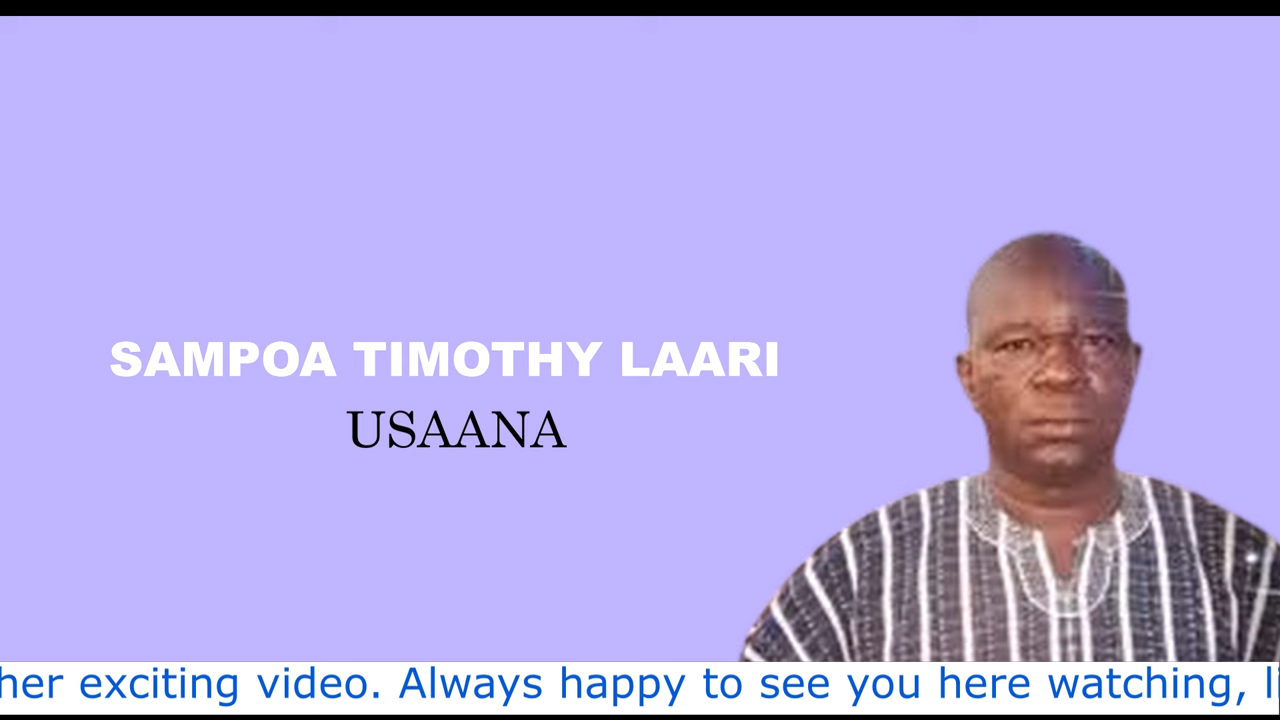 SAMPOA TIMOTHY LAARI
USAANA
her exciting video. Always happy to see you here watching,